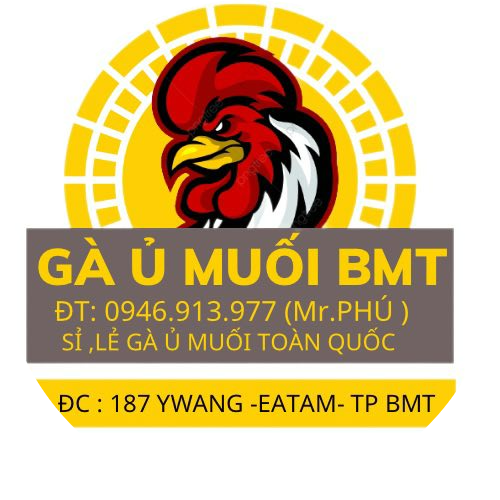 GÀ Ủ MUỐI BMT
ĐT: 0946.913.977 (Mr.PHÚ )
SỈ ,LẺ GÀ Ủ MUỐI TOÀN QUỐC
ĐC : 187 YWANG -EATAM- TP BMT